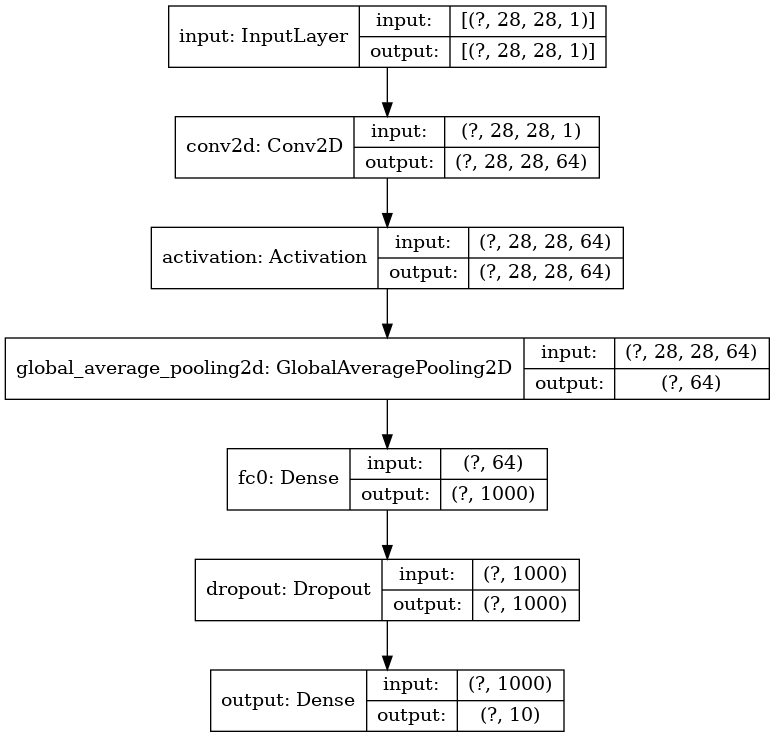 input: InputLayer
input:
[(?, 28, 28, 1)]
output:
[(?, 28, 28, 1)]
conv2d: Conv2D
input:
(?, 28, 28, 1)
output:
(?, 28, 28, 64)
activation: Activation
input:
(?, 28, 28, 64)
output:
(?, 28, 28, 64)
global_average_pooling2d: GlobalAveragePooling2D
input:
(?, 28, 28, 64)
output:
(?, 64)
fc0: Dense
input:
(?, 64)
output:
(?, 1000)
dropout: Dropout
input:
(?, 1000)
output:
(?, 1000)
output: Dense
input:
(?, 1000)
output:
(?, 10)